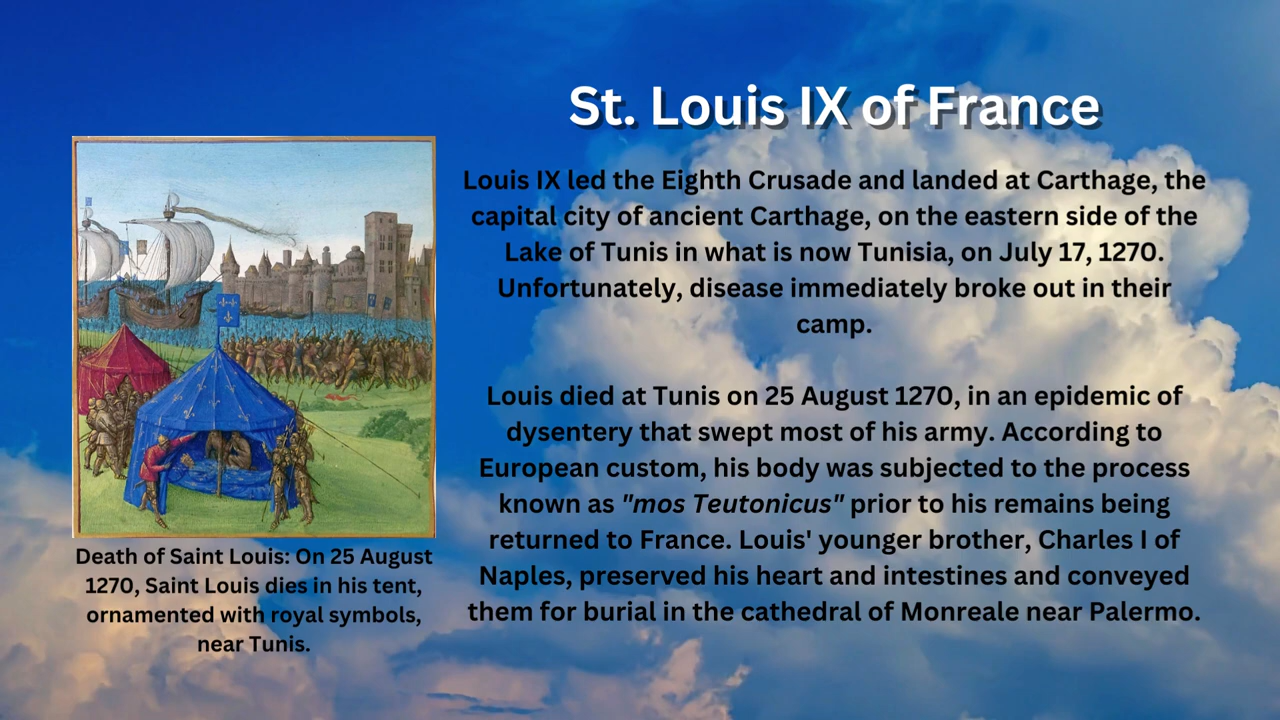 St. Louis IX of France
Louis IX led the Eighth Crusade and landed at Carthage, the
capital city of ancient Carthage, on the eastern side of the
Lake of Tunis in what is now Tunisia, on July 17, 1270.
Unfortunately, disease immediately broke out in their
camp.
Louis died at Tunis on 25 August 1270, in an epidemic of
dysentery that swept most of his army. According to
European custom, his body was subjected to the process
known as "mos Teutonicus" prior to his remains being
returned to France. Louis' younger brother, Charles I of
Naples, preserved his heart and intestines and conveyed
them for burial in the cathedral of Monreale near Palermo.
Death of Saint Louis: On 25 August
1270, Saint Louis dies in his tent,
ornamented with royal symbols,
near Tunis.